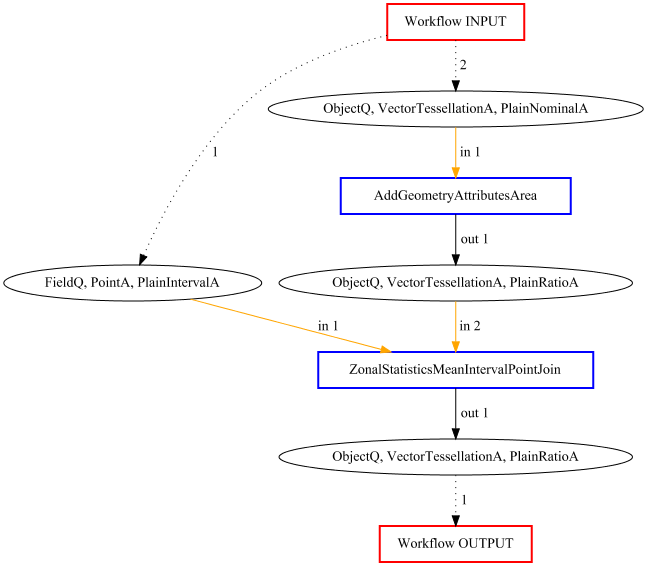 Workflow INPUT
2
ObjectQ, VectorTessellationA, PlainNominalA
1
in 1
AddGeometryAttributesArea
out 1
FieldQ, PointA, PlainIntervalA
ObjectQ, VectorTessellationA, PlainRatioA
in 1
in 2
ZonalStatisticsMeanIntervalPointJoin
out 1
ObjectQ, VectorTessellationA, PlainRatioA
1
Workflow OUTPUT